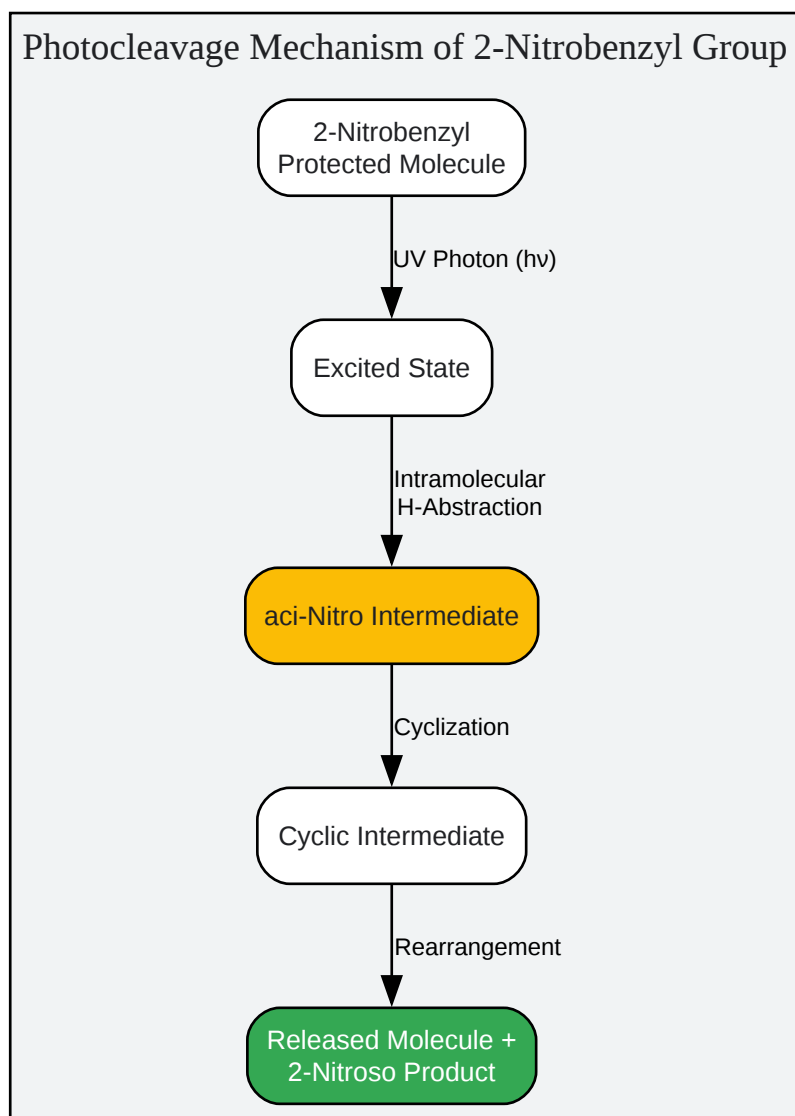 Photocleavage Mechanism of 2-Nitrobenzyl Group
2-Nitrobenzyl
Protected Molecule
UV Photon (hν)
Excited State
Intramolecular
H-Abstraction
aci-Nitro Intermediate
Cyclization
Cyclic Intermediate
Rearrangement
Released Molecule +
2-Nitroso Product